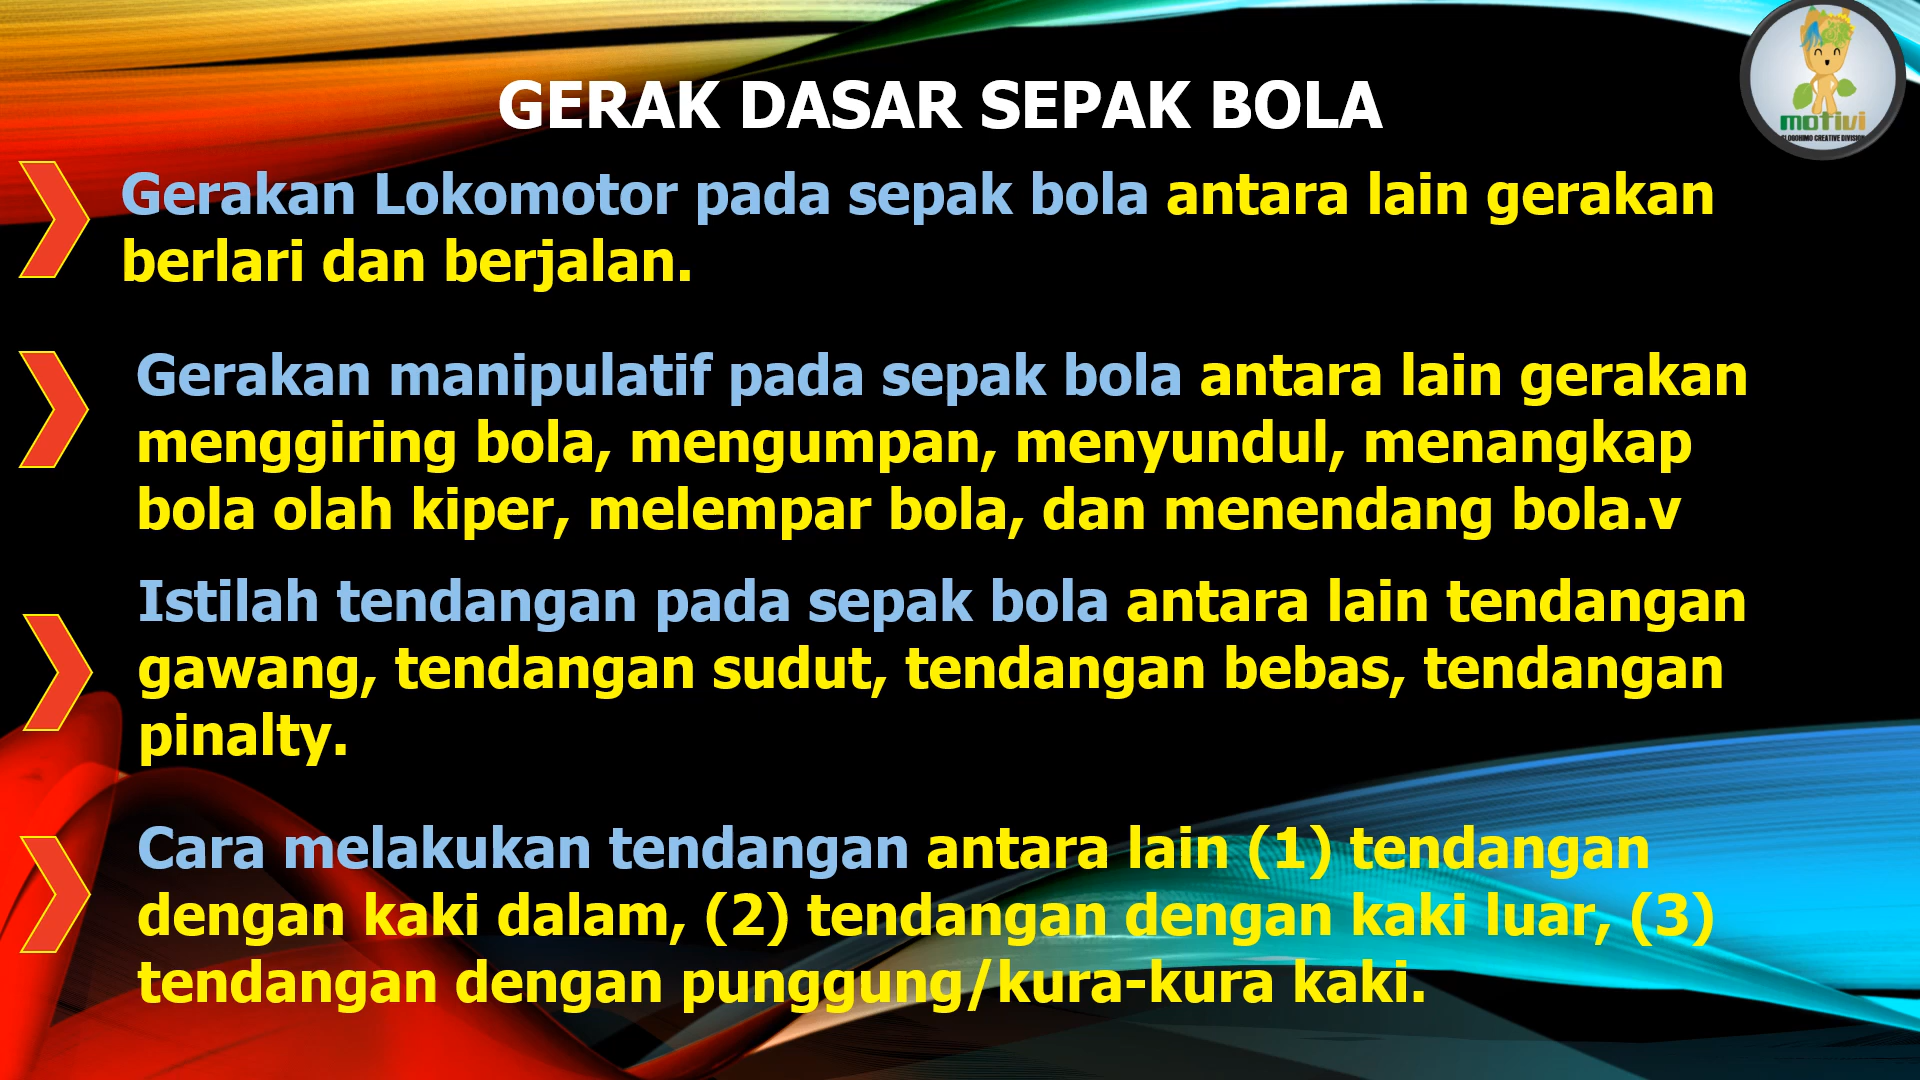 GERAK DASAR SEPAK BOLA
motivi
SLOGOHIMO CREATIVE DIVISION
Gerakan Lokomotor pada sepak bola antara lain gerakan
berlari dan berjalan.
Gerakan manipulatif pada sepak bola antara lain gerakan
menggiring bola, mengumpan, menyundul, menangkap
bola olah kiper, melempar bola, dan menendang bola.v
Istilah tendangan pada sepak bola antara lain tendangan
gawang, tendangan sudut, tendangan bebas, tendangan
pinalty.
Cara melakukan tendangan antara lain (1) tendangan
dengan kaki dalam, (2) tendangan dengan kaki luar, (3)
tendangan dengan punggung/kura-kura kaki.